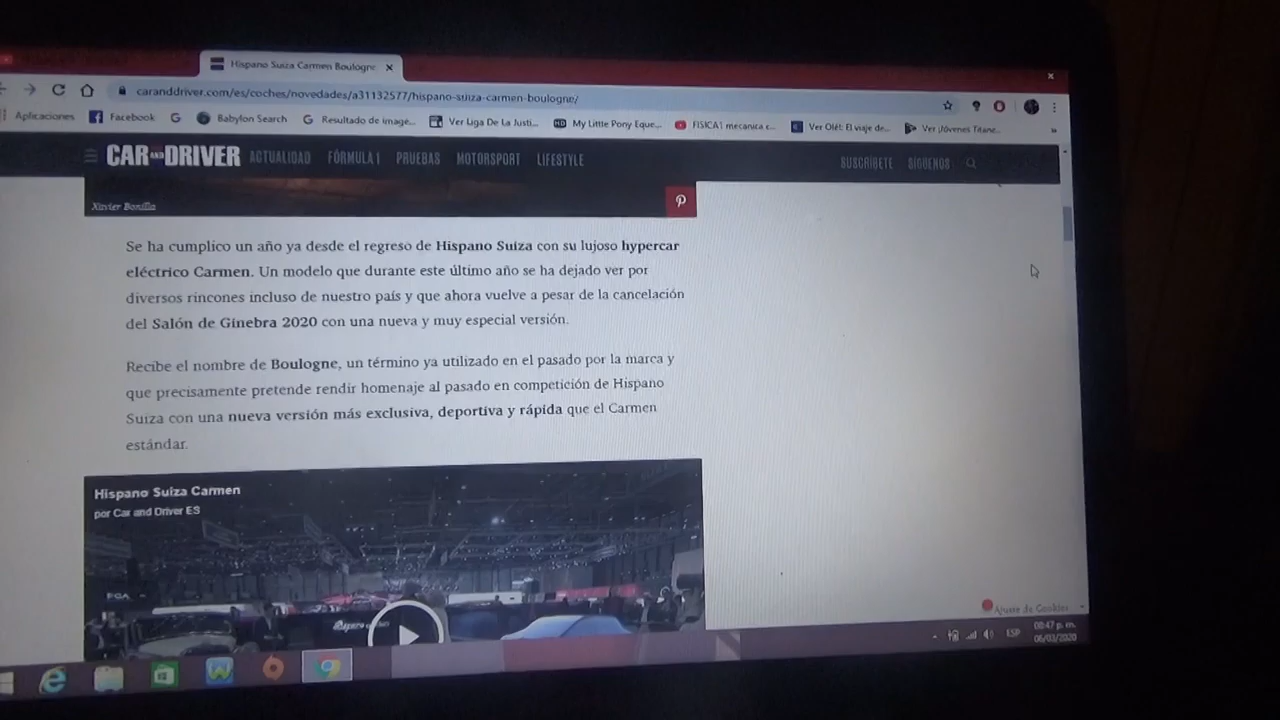 Hispano Suiza Carmen Boulogne
caranddriver.com/es/coches/novedades/a31132577/hispano-suiza-carmen-boulogne/
Aplicaciones Facebook Babylon Search Resultado de image... Ver Liga De La Justi... My Little Pony Eque... FISICA1 mecanica c... Ver Olé!: El viaje de... Ver ¡Jóvenes Titane... »
CAR AND DRIVER ACTUALIDAD FÓRMULA 1 PRUEBAS MOTORSPORT LIFESTYLE SUSCRÍBETE SÍGUENOS
Xavier Bonilla
Se ha cumplico un año ya desde el regreso de Hispano Suiza con su lujoso hypercar
eléctrico Carmen. Un modelo que durante este último año se ha dejado ver por
diversos rincones incluso de nuestro país y que ahora vuelve a pesar de la cancelación
del Salón de Ginebra 2020 con una nueva y muy especial versión.
Recibe el nombre de Boulogne, un término ya utilizado en el pasado por la marca y
que precisamente pretende rendir homenaje al pasado en competición de Hispano
Suiza con una nueva versión más exclusiva, deportiva y rápida que el Carmen
estándar.
Hispano Suiza Carmen
por Car and Driver ES
Ajuste de Cookies
ESP
08:47 p. m.
06/03/2020